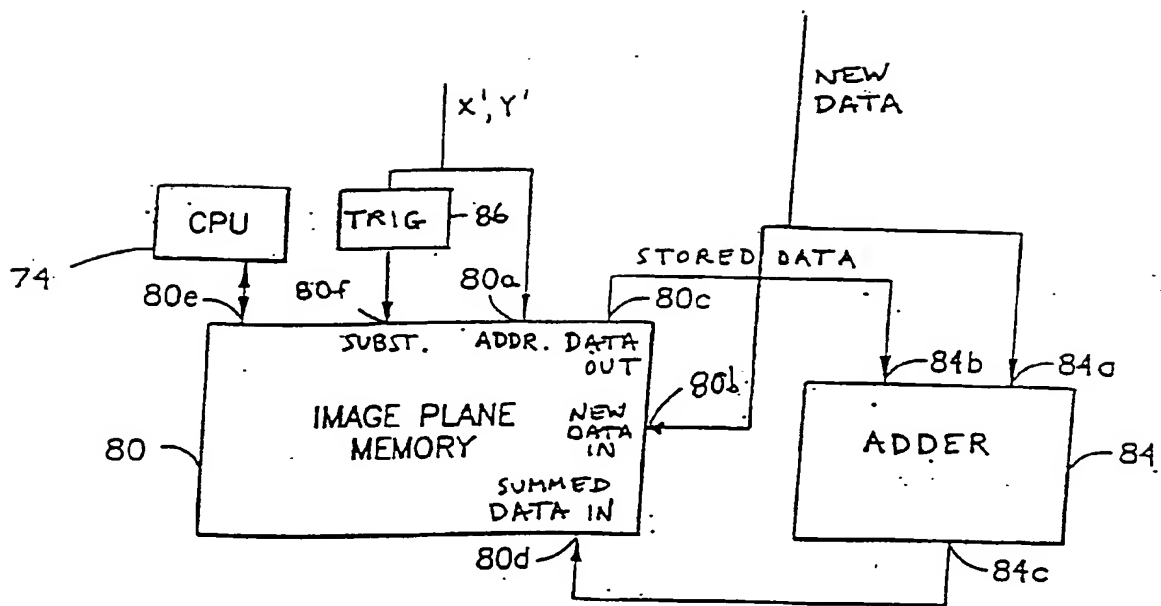 NEW
DATA
X', Y'
CPU
TRIG
86
74
STORED DATA
80e
80f
80a
80c
SUBST.
ADDR.
DATA
OUT
84b
84a
80b
IMAGE PLANE
MEMORY
NEW
DATA
IN
ADDER
80
84
SUMMED
DATA IN
80d
84c